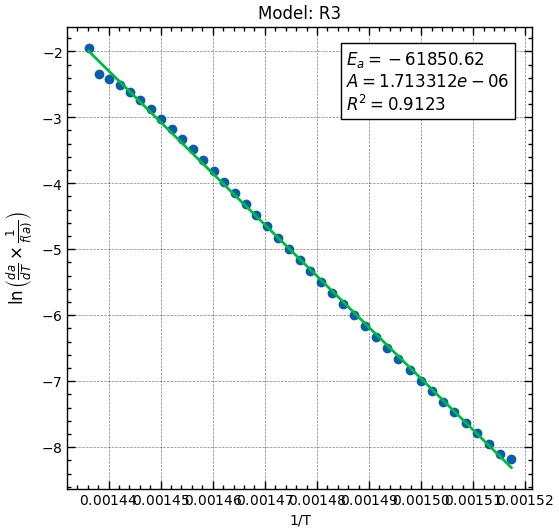 Model: R3
E_a = −61850.62
A = 1.713312e − 06
R^2 = 0.9123
−2
−3
−4
−5
−6
−7
−8
ln(da/dT × 1/f(a))
0.00144 0.00145 0.00146 0.00147 0.00148 0.00149 0.00150 0.00151 0.00152
1/T